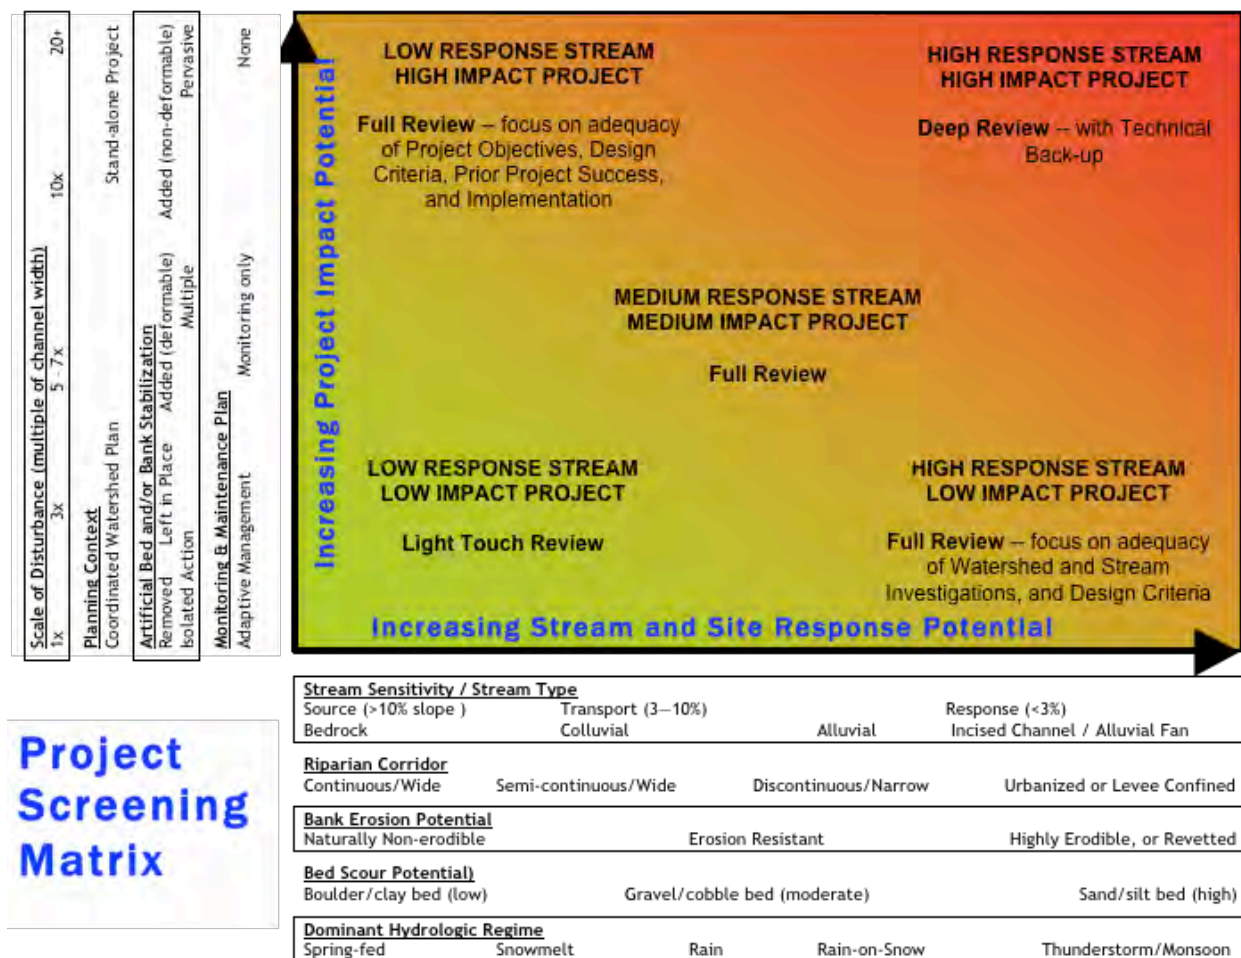 Scale of Disturbance (multiple of channel width)
1x 3x 5 - 7x 10x 20+
Planning Context
Coordinated Watershed Plan Stand-alone Project
Artificial Bed and/or Bank Stabilization
Removed Left in Place Added (deformable) Added (non-deformable)
Isolated Action Multiple Pervasive
Monitoring & Maintenance Plan
Adaptive Management Monitoring only None
Increasing Project Impact Potential
LOW RESPONSE STREAM
HIGH IMPACT PROJECT
Full Review – focus on adequacy
of Project Objectives, Design
Criteria, Prior Project Success,
and Implementation
HIGH RESPONSE STREAM
HIGH IMPACT PROJECT
Deep Review – with Technical
Back-up
MEDIUM RESPONSE STREAM
MEDIUM IMPACT PROJECT
Full Review
LOW RESPONSE STREAM
LOW IMPACT PROJECT
Light Touch Review
HIGH RESPONSE STREAM
LOW IMPACT PROJECT
Full Review – focus on adequacy
of Watershed and Stream
Investigations, and Design Criteria
Increasing Stream and Site Response Potential
Project
Screening
Matrix
Stream Sensitivity / Stream Type
Source (>10% slope ) Transport (3—10%) Response (<3%)
Bedrock Colluvial Alluvial Incised Channel / Alluvial Fan
Riparian Corridor
Continuous/Wide Semi-continuous/Wide Discontinuous/Narrow Urbanized or Levee Confined
Bank Erosion Potential
Naturally Non-erodible Erosion Resistant Highly Erodible, or Revetted
Bed Scour Potential)
Boulder/clay bed (low) Gravel/cobble bed (moderate) Sand/silt bed (high)
Dominant Hydrologic Regime
Spring-fed Snowmelt Rain Rain-on-Snow Thunderstorm/Monsoon